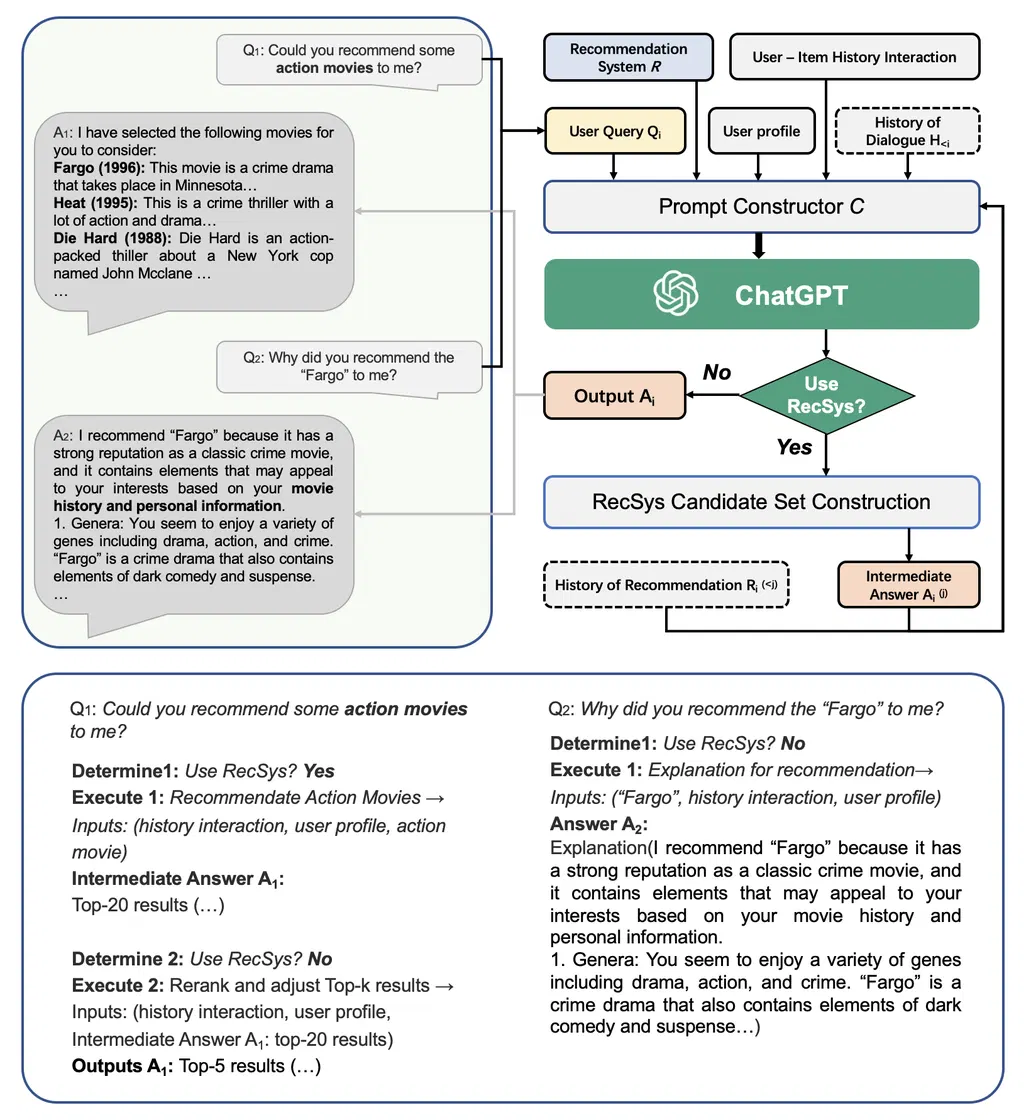 Q1: Could you recommend some
action movies to me?
A1: I have selected the following movies for
you to consider:
Fargo (1996): This movie is a crime drama
that takes place in Minnesota…
Heat (1995): This is a crime thriller with a
lot of action and drama…
Die Hard (1988): Die Hard is an action-
packed thiller about a New York cop
named John Mcclane …
…
Q2: Why did you recommend the
“Fargo” to me?
A2: I recommend “Fargo” because it has a
strong reputation as a classic crime movie,
and it contains elements that may appeal
to your interests based on your movie
history and personal information.
1. Genera: You seem to enjoy a variety of
genes including drama, action, and crime.
“Fargo” is a crime drama that also contains
elements of dark comedy and suspense.
…
Recommendation
System R
User – Item History Interaction
User Query Qi
User profile
History of
Dialogue H<i
Prompt Constructor C
ChatGPT
Use
RecSys?
No
Output Ai
Yes
RecSys Candidate Set Construction
History of Recommendation Ri (<j)
Intermediate
Answer Ai (j)
Q1: Could you recommend some action movies
to me?
Determine1: Use RecSys? Yes
Execute 1: Recommendate Action Movies →
Inputs: (history interaction, user profile, action
movie)
Intermediate Answer A1:
Top-20 results (…)
Determine 2: Use RecSys? No
Execute 2: Rerank and adjust Top-k results →
Inputs: (history interaction, user profile,
Intermediate Answer A1: top-20 results)
Outputs A1: Top-5 results (…)
Q2: Why did you recommend the “Fargo” to me?
Determine1: Use RecSys? No
Execute 1: Explanation for recommendation→
Inputs: (“Fargo”, history interaction, user profile)
Answer A2:
Explanation(I recommend “Fargo” because it has
a strong reputation as a classic crime movie, and
it contains elements that may appeal to your
interests based on your movie history and
personal information.
1. Genera: You seem to enjoy a variety of genes
including drama, action, and crime. “Fargo” is a
crime drama that also contains elements of dark
comedy and suspense…)